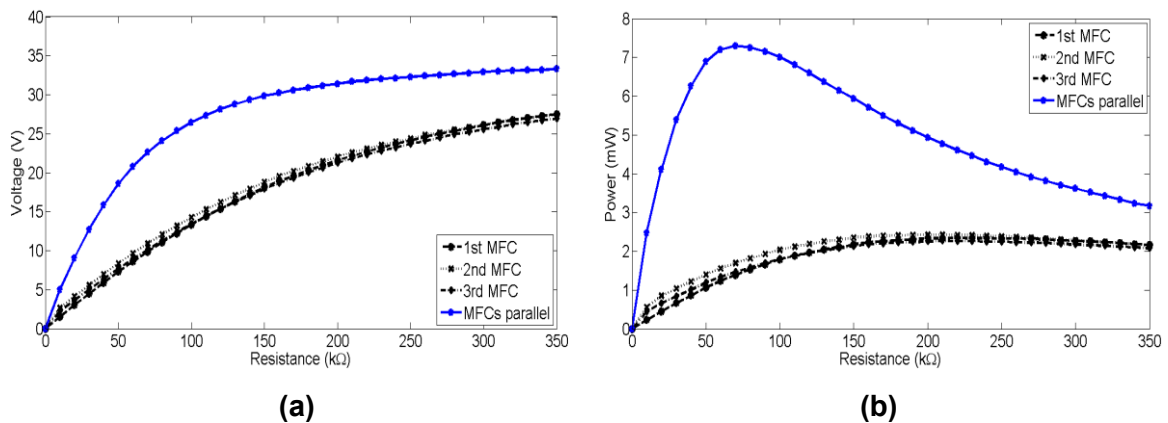 40
35
30
25
20
15
10
5
0
Voltage (V)
0 50 100 150 200 250 300 350
Resistance (kΩ)
1st MFC
2nd MFC
3rd MFC
MFCs parallel
(a)
8
7
6
5
4
3
2
1
0
Power (mW)
0 50 100 150 200 250 300 350
Resistance (kΩ)
1st MFC
2nd MFC
3rd MFC
MFCs parallel
(b)